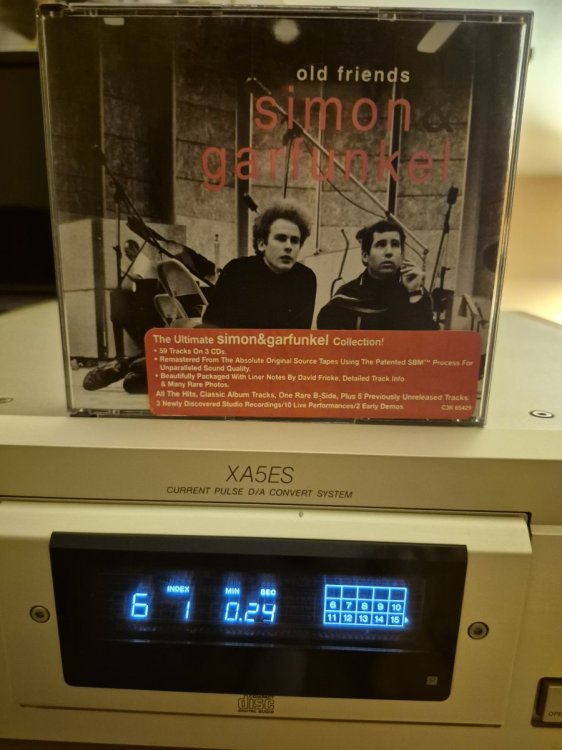 old friends
simon &
garfunkel
The Ultimate simon&garfunkel Collection!
• 59 Tracks On 3 CDs.
• Remastered From The Absolute Original Source Tapes Using The Patented SBM™ Process For
Unparalleled Sound Quality.
• Beautifully Packaged With Liner Notes By David Fricke, Detailed Track Info
& Many Rare Photos.
All The Hits, Classic Album Tracks, One Rare B-Side, Plus 5 Previously Unreleased Tracks:
3 Newly Discovered Studio Recordings/10 Live Performances/2 Early Demos.
C3K 65429
XA5ES
CURRENT PULSE D/A CONVERT SYSTEM
INDEX MIN SEC
6 1 0.24
6 7 8 9 10
11 12 13 14 15
COMPACT
disc
DIGITAL AUDIO